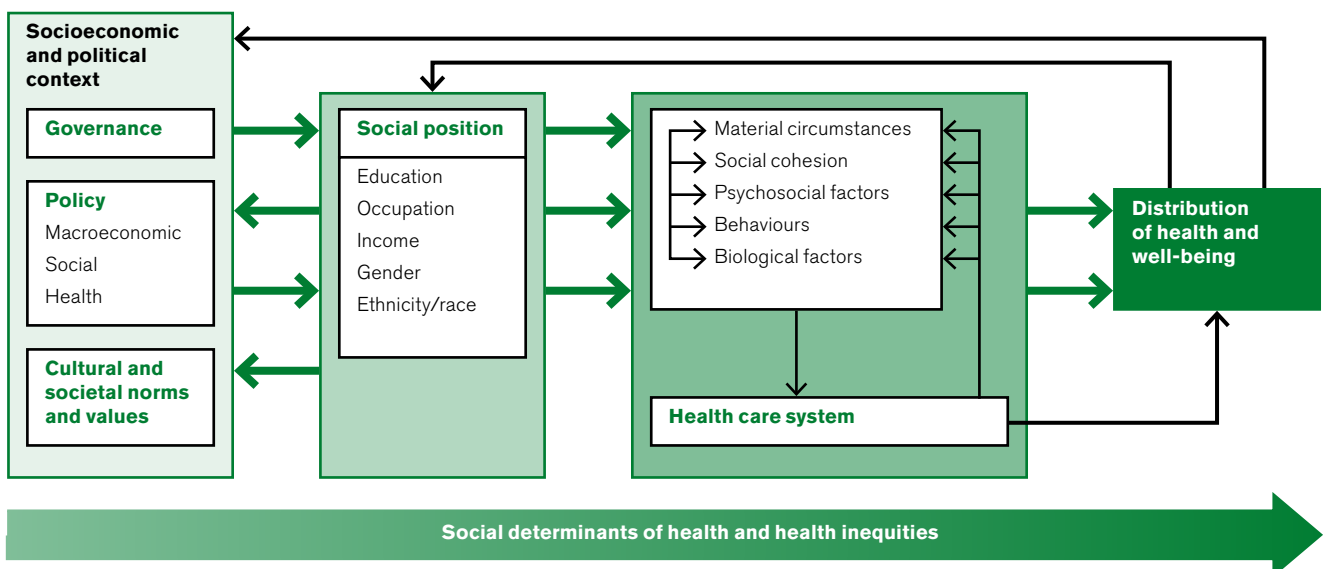 Socioeconomic
and political
context
Governance
Policy
Macroeconomic
Social
Health
Cultural and
societal norms
and values
Social position
Education
Occupation
Income
Gender
Ethnicity/race
Material circumstances
Social cohesion
Psychosocial factors
Behaviours
Biological factors
Health care system
Distribution
of health and
well-being
Social determinants of health and health inequities